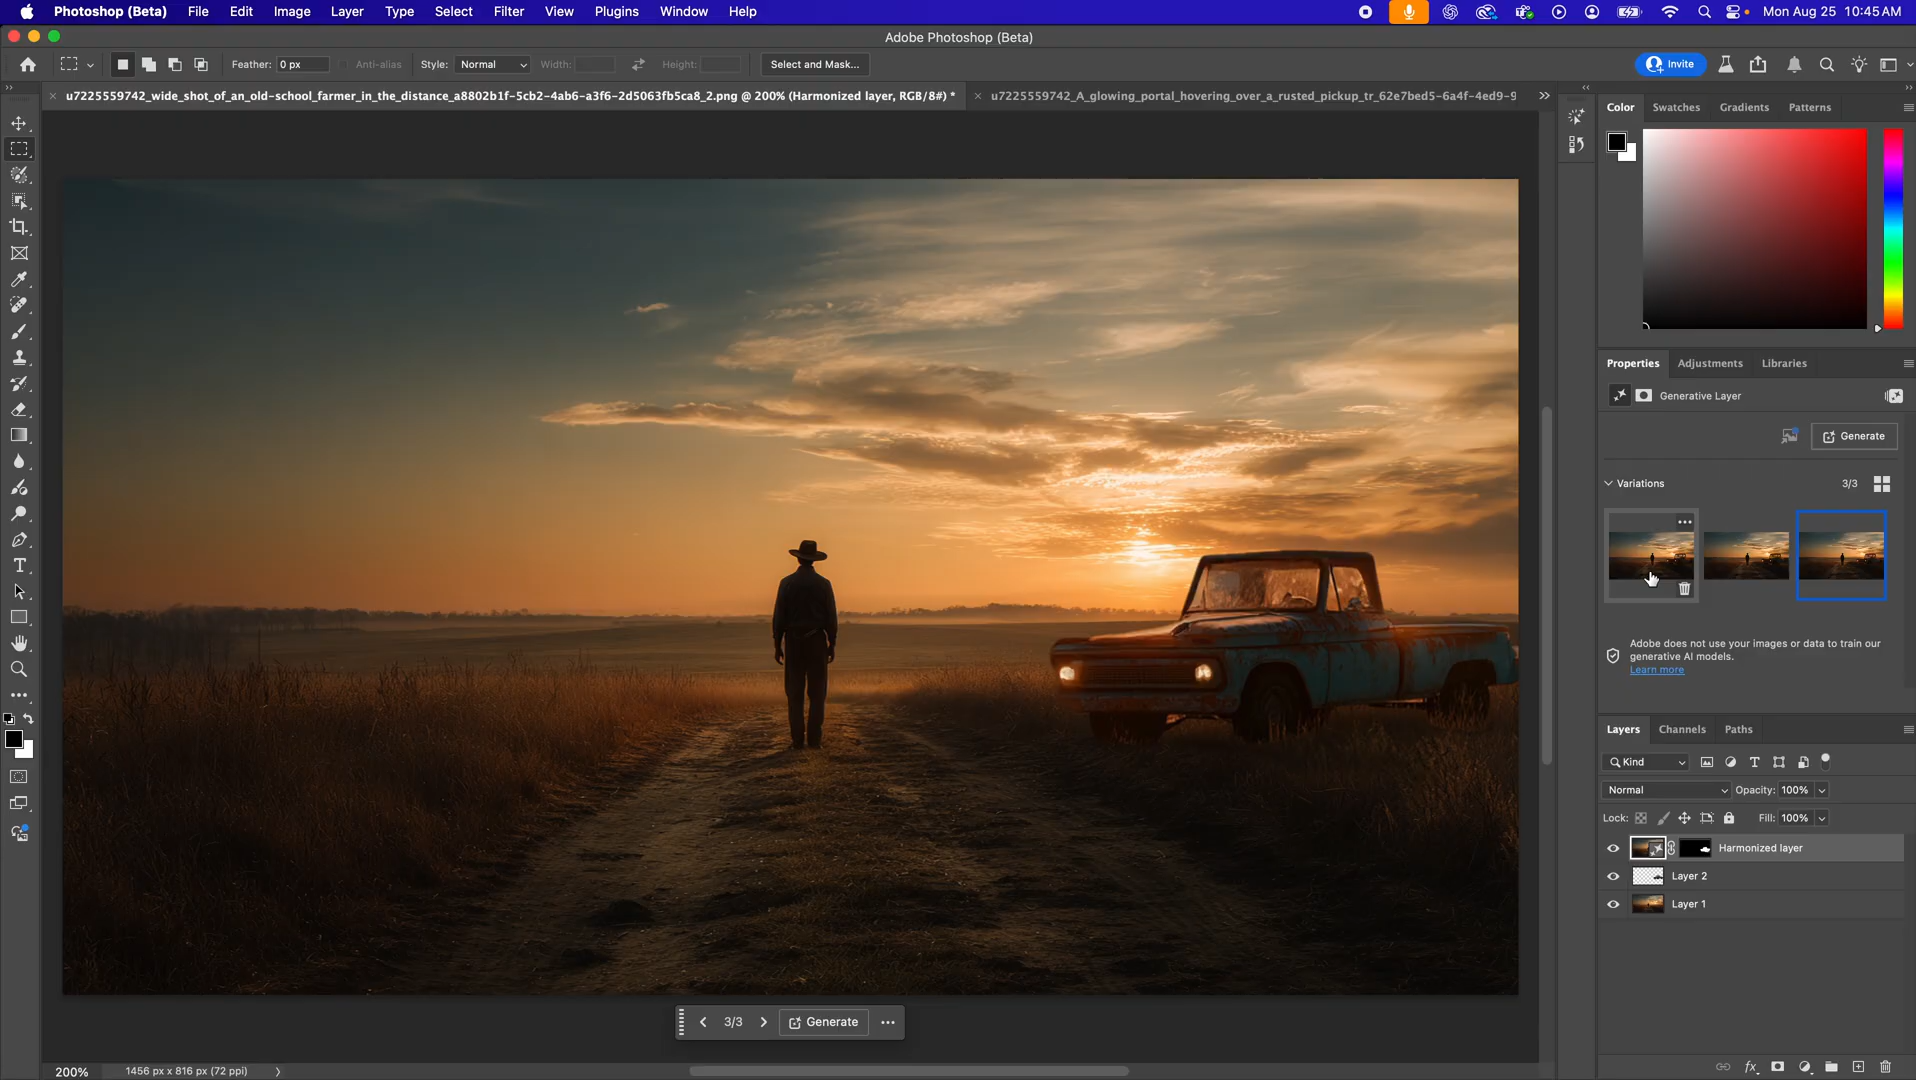 Photoshop (Beta) File Edit Image Layer Type Select Filter View Plugins Window Help Mon Aug 25 10:45 AM
Adobe Photoshop (Beta)
Feather: 0 px Anti-alias Style: Normal Width: Height: Select and Mask... Invite
u7225559742_wide_shot_of_an_old-school_farmer_in_the_distance_a8802b1f-5cb2-4ab6-a3f6-2d5063fb5ca8_2.png @ 200% (Harmonized layer, RGB/8#) * u7225559742_A_glowing_portal_hovering_over_a_rusted_pickup_tr_62e7bed5-6a4f-4ed9-9
Color Swatches Gradients Patterns
Properties Adjustments Libraries
Generative Layer
Generate
Variations 3/3
Adobe does not use your images or data to train our
generative AI models.
Learn more
Layers Channels Paths
Kind
Normal Opacity: 100%
Lock: Fill: 100%
Harmonized layer
Layer 2
Layer 1
3/3 Generate
200% 1456 px x 816 px (72 ppi)